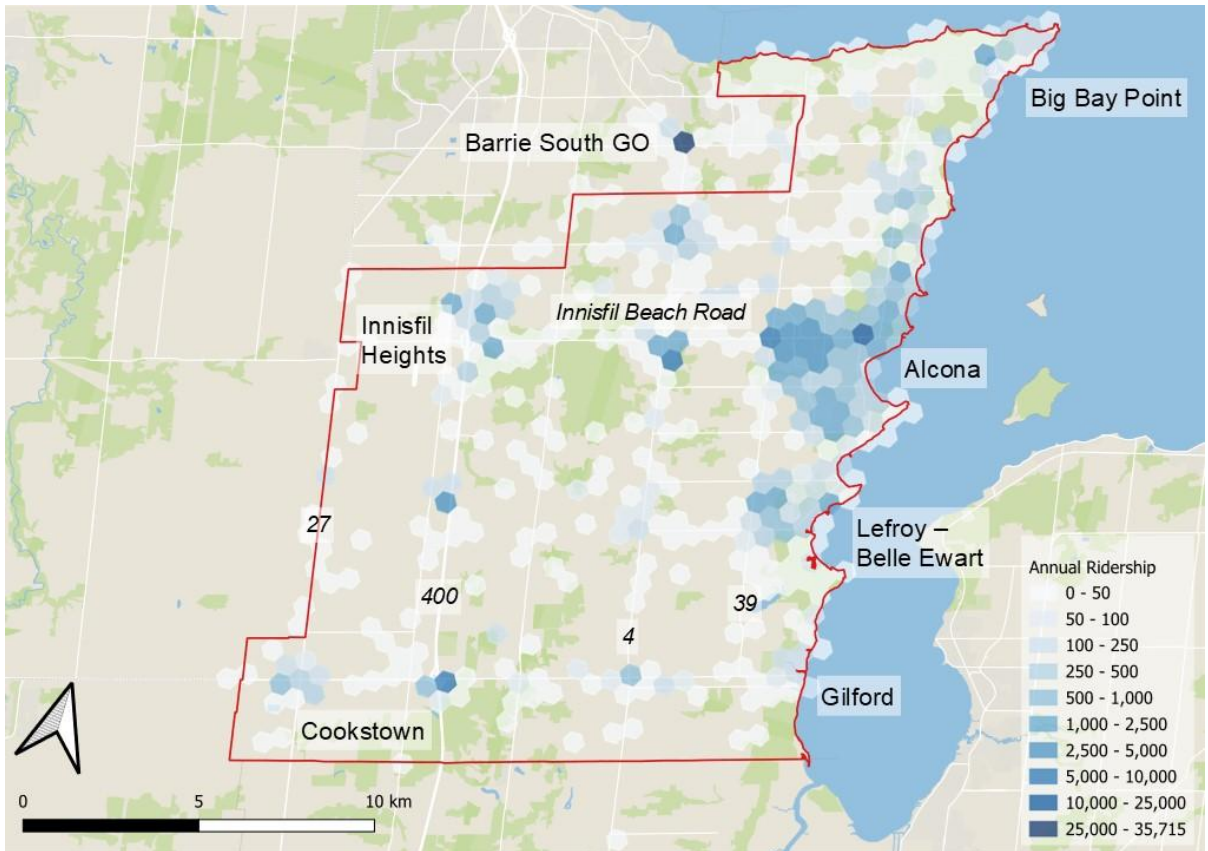 Big Bay Point
Barrie South GO
Innisfil Beach Road
Innisfil
Heights
Alcona
27
Lefroy –
Belle Ewart
400
39
4
Gilford
Cookstown
0 5 10 km
Annual Ridership
0 - 50
50 - 100
100 - 250
250 - 500
500 - 1,000
1,000 - 2,500
2,500 - 5,000
5,000 - 10,000
10,000 - 25,000
25,000 - 35,715